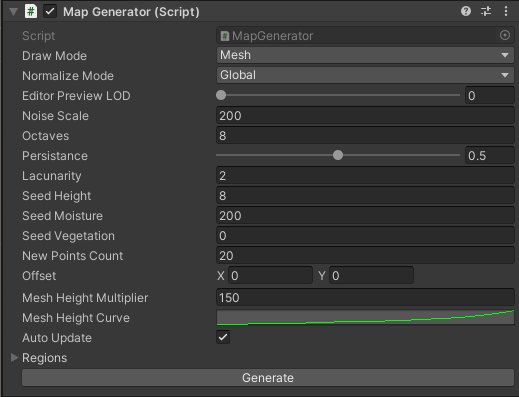 Map Generator (Script)
Script MapGenerator
Draw Mode Mesh
Normalize Mode Global
Editor Preview LOD 0
Noise Scale 200
Octaves 8
Persistance 0.5
Lacunarity 2
Seed Height 8
Seed Moisture 200
Seed Vegetation 0
New Points Count 20
Offset X 0 Y 0
Mesh Height Multiplier 150
Mesh Height Curve
Auto Update
Regions
Generate